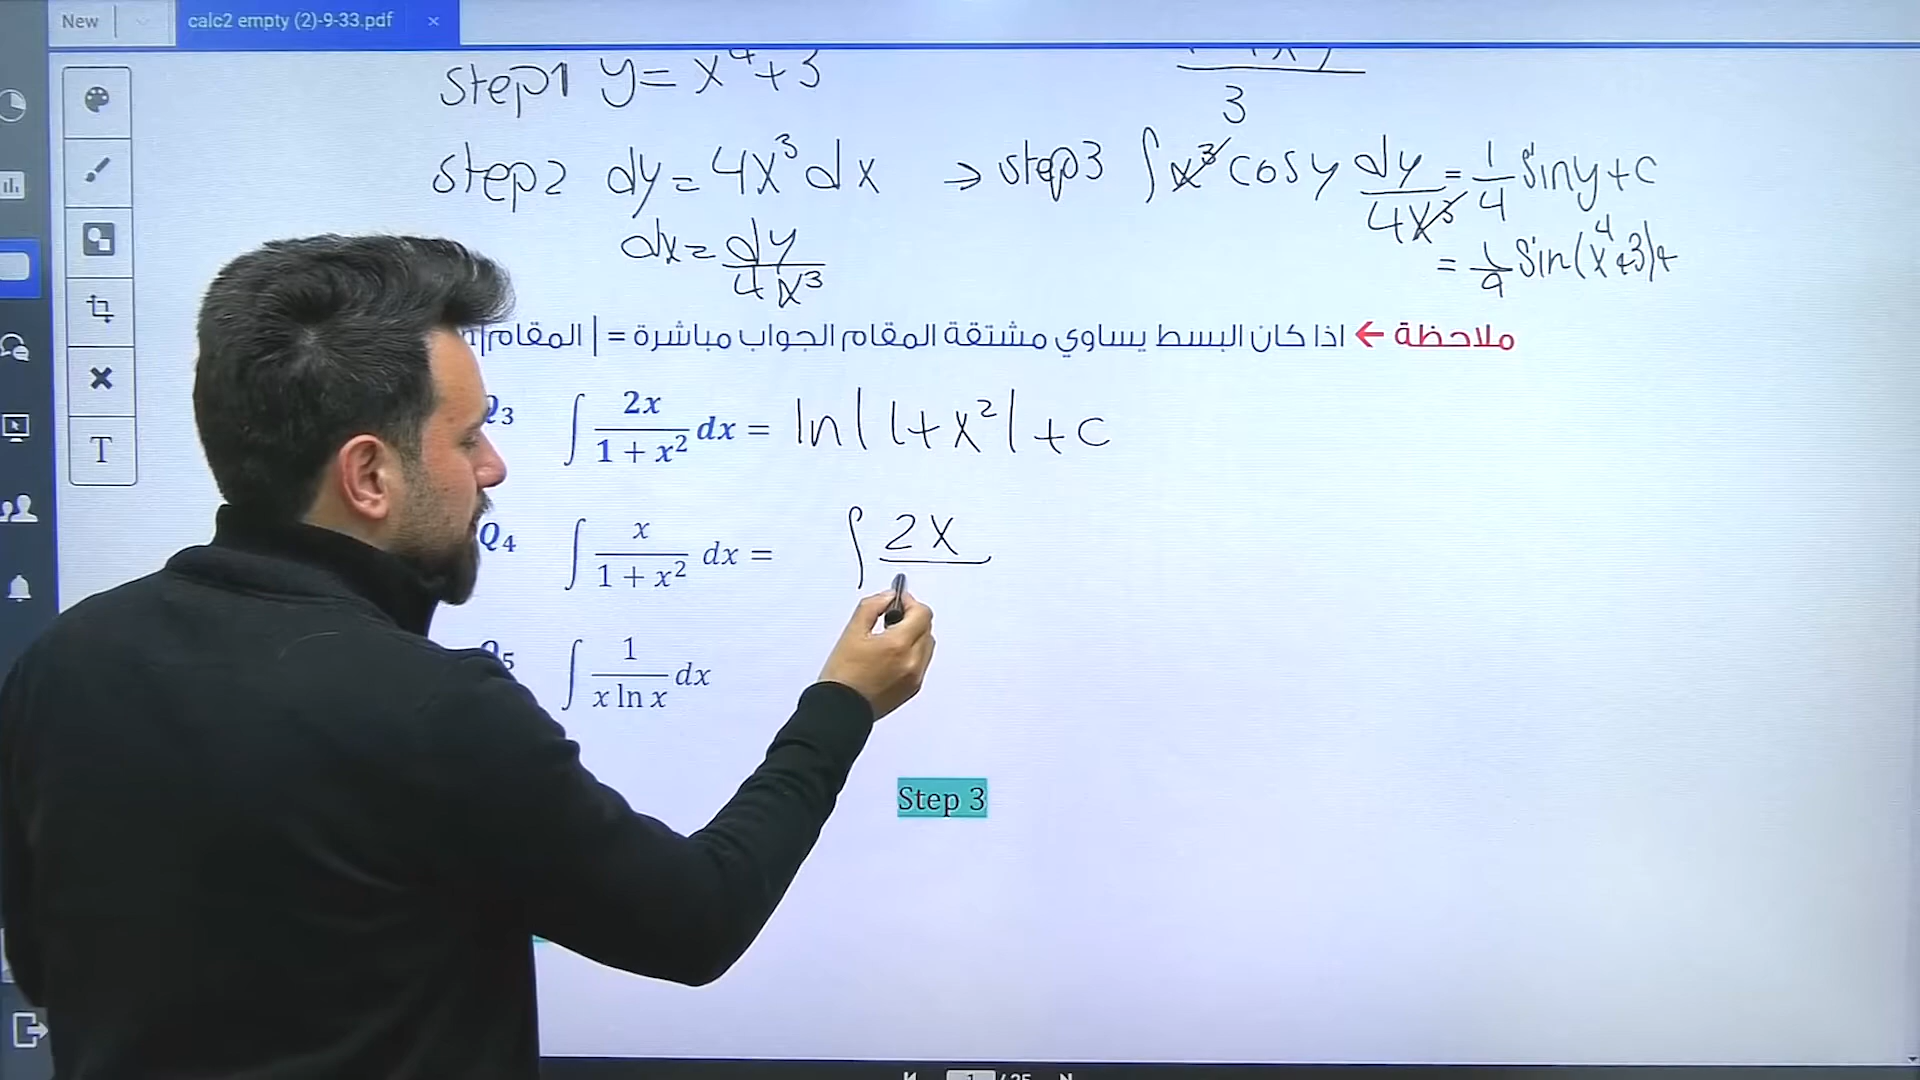 New
calc2 empty (2)-9-33.pdf ×
Step1 y = x⁴+3
3
Step2 dy = 4x³ dx → step3 ∫x³ cosy dy/4x³ = 1/4 siny + c
dx = dy/4x³
= 1/4 Sin(x⁴+3)+
ملاحظة ← اذا كان البسط يساوي مشتقة المقام الجواب مباشرة = | المقام|
Q3 ∫ 2x/(1 + x²) dx = ln|1+x²| + c
Q4 ∫ x/(1 + x²) dx = ∫ 2x
Q5 ∫ 1/(x ln x) dx
Step 3
T